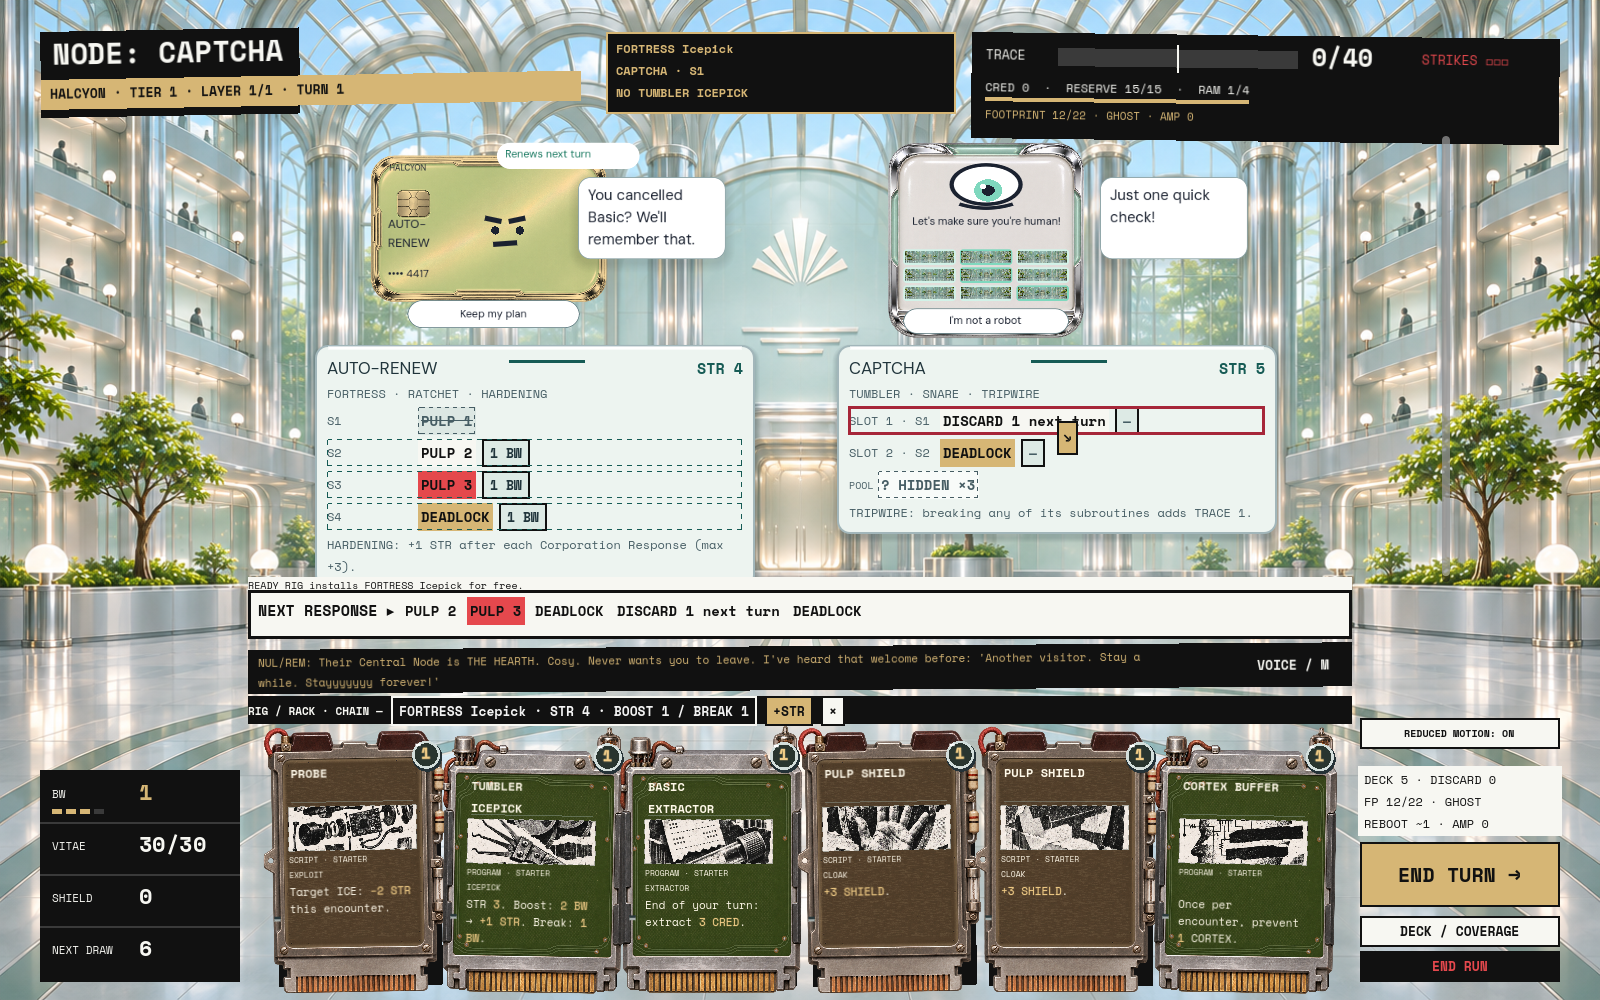 NODE: CAPTCHA
HALCYON · TIER 1 · LAYER 1/1 · TURN 1
FORTRESS Icepick
CAPTCHA · S1
NO TUMBLER ICEPICK
TRACE 0/40 STRIKES □□□
CRED 0 · RESERVE 15/15 · RAM 1/4
FOOTPRINT 12/22 · GHOST · AMP 0
HALCYON
Renews next turn
AUTO-
RENEW
•••• 4417
Keep my plan
You cancelled
Basic? We'll
remember that.
Let's make sure you're human!
I'm not a robot
Just one quick
check!
AUTO-RENEW STR 4
FORTRESS · RATCHET · HARDENING
S1 PULP 1
S2 PULP 2 1 BW
S3 PULP 3 1 BW
S4 DEADLOCK 1 BW
HARDENING: +1 STR after each Corporation Response (max
+3).
CAPTCHA STR 5
TUMBLER · SNARE · TRIPWIRE
SLOT 1 · S1 DISCARD 1 next turn —
↘
SLOT 2 · S2 DEADLOCK —
POOL ? HIDDEN ×3
TRIPWIRE: breaking any of its subroutines adds TRACE 1.
READY RIG installs FORTRESS Icepick for free.
NEXT RESPONSE ▸ PULP 2 PULP 3 DEADLOCK DISCARD 1 next turn DEADLOCK
NUL/REM: Their Central Node is THE HEARTH. Cosy. Never wants you to leave. I've heard that welcome before: 'Another visitor. Stay a
while. Stayyyyyyy forever!'
VOICE / M
RIG / RACK · CHAIN — FORTRESS Icepick · STR 4 · BOOST 1 / BREAK 1 +STR ×
1
PROBE
SCRIPT · STARTER
EXPLOIT
Target ICE: -2 STR
this encounter.
1
TUMBLER
ICEPICK
PROGRAM · STARTER
ICEPICK
STR 3. Boost: 2 BW
→ +1 STR. Break: 1
BW.
1
BASIC
EXTRACTOR
PROGRAM · STARTER
EXTRACTOR
End of your turn:
extract 3 CRED.
1
PULP SHIELD
SCRIPT · STARTER
CLOAK
+3 SHIELD.
1
PULP SHIELD
SCRIPT · STARTER
CLOAK
+3 SHIELD.
1
CORTEX BUFFER
PROGRAM · STARTER
Once per
encounter, prevent
1 CORTEX.
BW 1
VITAE 30/30
SHIELD 0
NEXT DRAW 6
REDUCED MOTION: ON
DECK 5 · DISCARD 0
FP 12/22 · GHOST
REBOOT ~1 · AMP 0
END TURN →
DECK / COVERAGE
END RUN